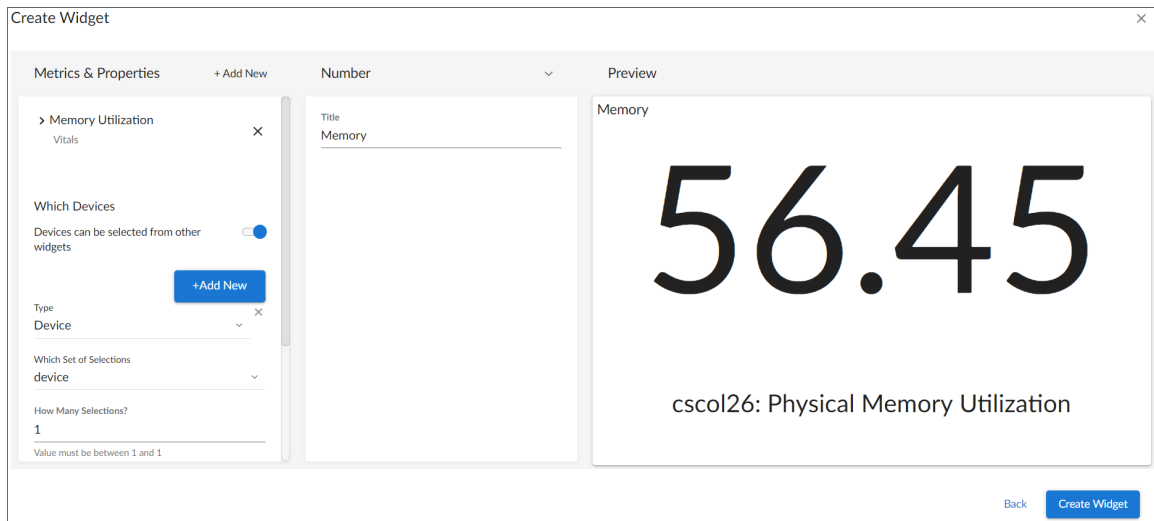 Create Widget
Metrics & Properties
+ Add New
Memory Utilization
Vitals
Which Devices
Devices can be selected from other
widgets
+Add New
Type
Device
Which Set of Selections
device
How Many Selections?
1
Value must be between 1 and 1
Number
Title
Memory
Preview
Memory
56.45
cscol26: Physical Memory Utilization
Back
Create Widget